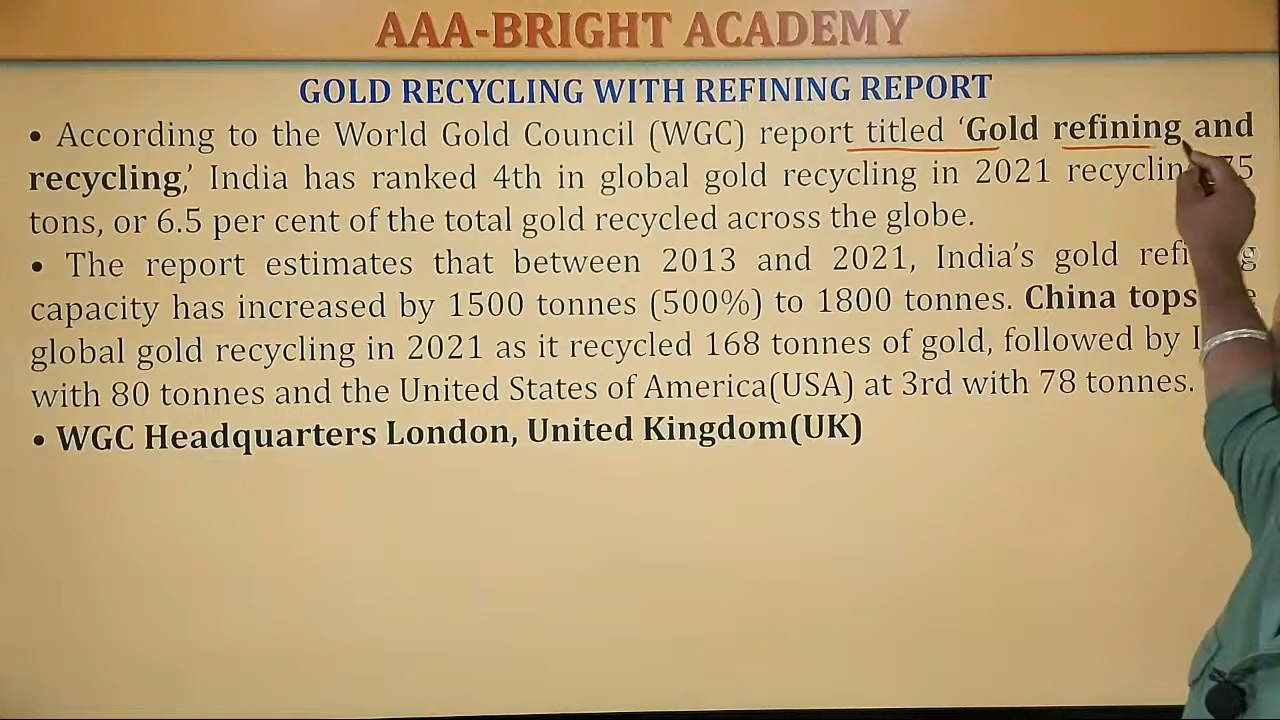 AAA-BRIGHT ACADEMY
GOLD RECYCLING WITH REFINING REPORT
• According to the World Gold Council (WGC) report titled ‘Gold refining and
recycling,’ India has ranked 4th in global gold recycling in 2021 75
tons, or 6.5 per cent of the total gold recycled across the globe.
• The report estimates that between 2013 and 2021, India’s gold
capacity has increased by 1500 tonnes (500%) to 1800 tonnes. China tops
global gold recycling in 2021 as it recycled 168 tonnes of gold, followed by
with 80 tonnes and the United States of America(USA) at 3rd with 78 tonnes.
• WGC Headquarters London, United Kingdom(UK)